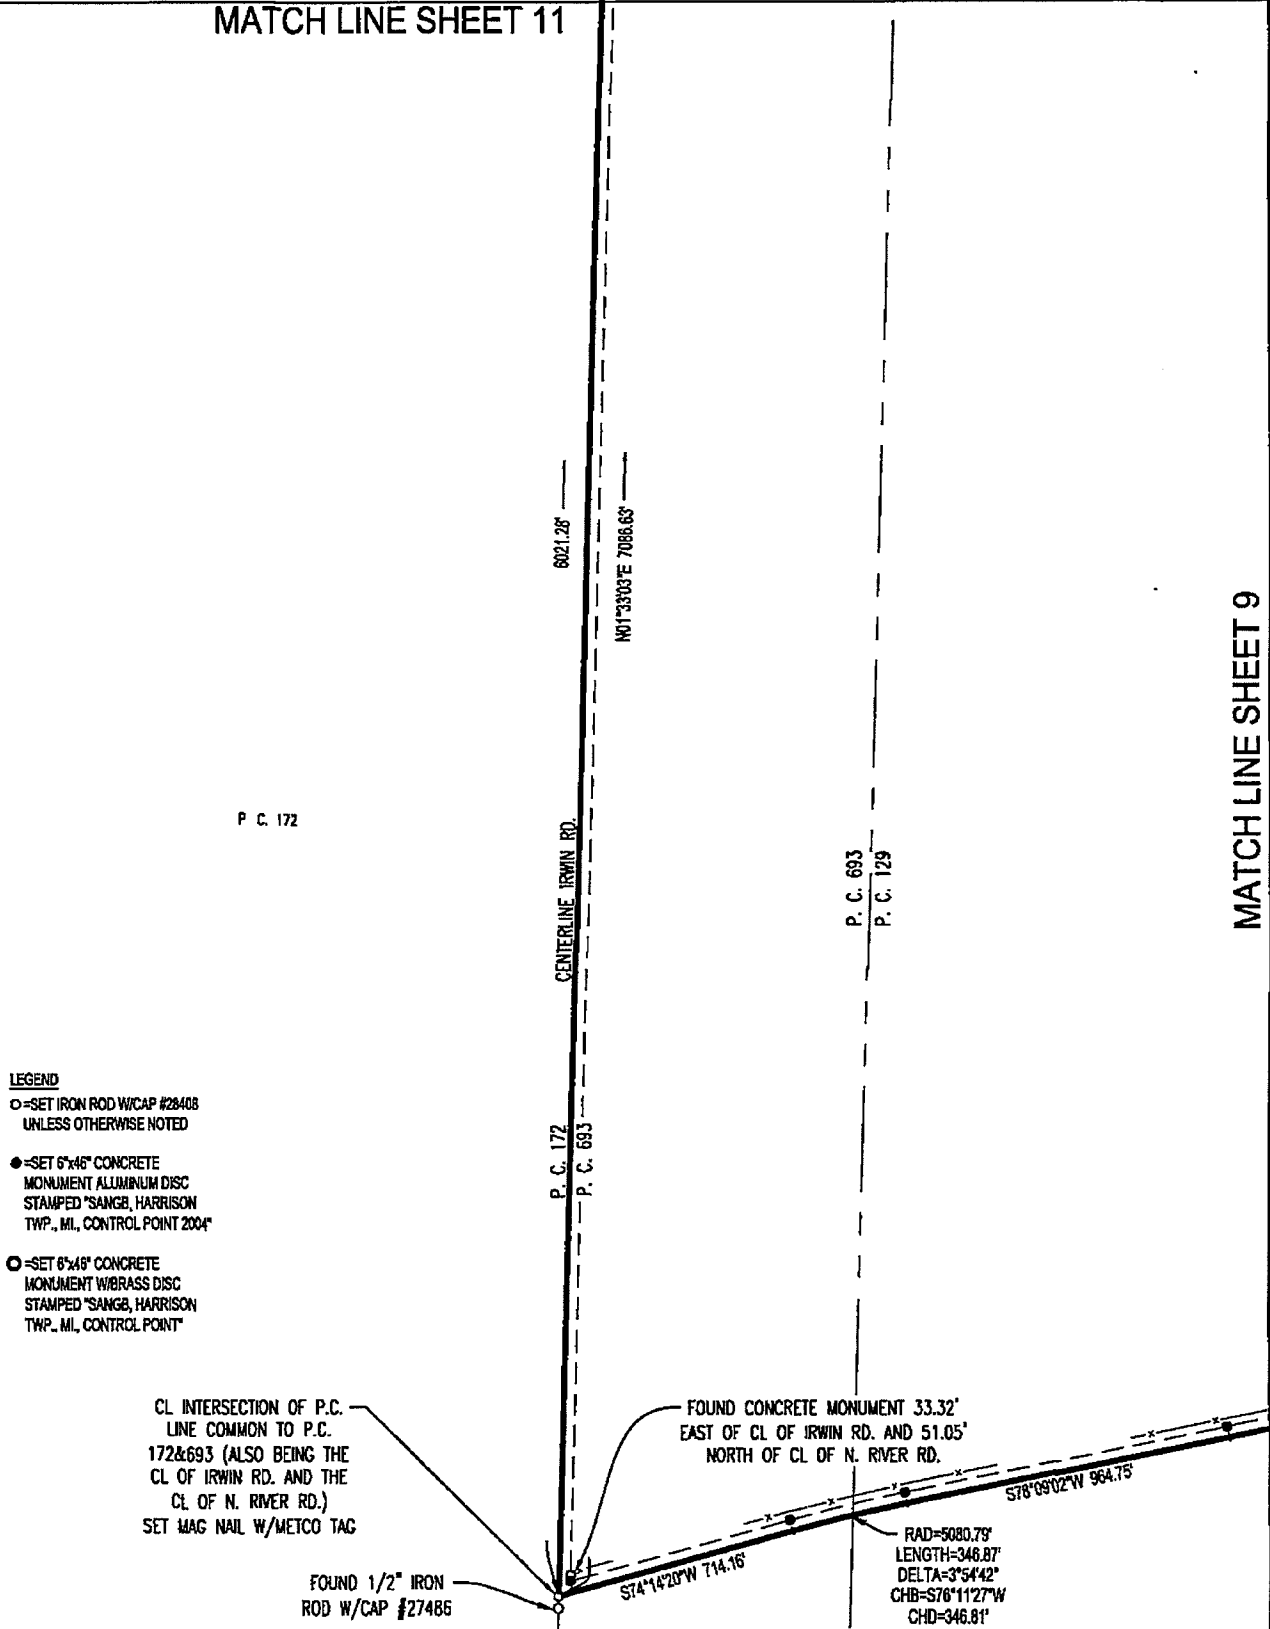 MATCH LINE SHEET 11
6021.28'
N01°33'03"E 7086.63'
MATCH LINE SHEET 9
P C. 172
CENTERLINE IRWIN RD.
P. C. 693
P. C. 129
LEGEND
O=SET IRON ROD W/CAP #28408
UNLESS OTHERWISE NOTED
●=SET 6"x46" CONCRETE
MONUMENT ALUMINUM DISC
STAMPED "SANGB, HARRISON
TWP., MI., CONTROL POINT 2004"
O=SET 6"x46" CONCRETE
MONUMENT W/BRASS DISC
STAMPED "SANGB, HARRISON
TWP., MI., CONTROL POINT"
P. C. 172
P. C. 693
CL INTERSECTION OF P.C.
LINE COMMON TO P.C.
172&693 (ALSO BEING THE
CL OF IRWIN RD. AND THE
CL OF N. RIVER RD.)
SET MAG NAIL W/METCO TAG
FOUND CONCRETE MONUMENT 33.32'
EAST OF CL OF IRWIN RD. AND 51.05'
NORTH OF CL OF N. RIVER RD.
FOUND 1/2" IRON
ROD W/CAP #27486
S74°14'20"W 714.16'
S78°09'02"W 964.75'
RAD=5080.79'
LENGTH=346.87'
DELTA=3°54'42"
CHB=S76°11'27"W
CHD=346.81'